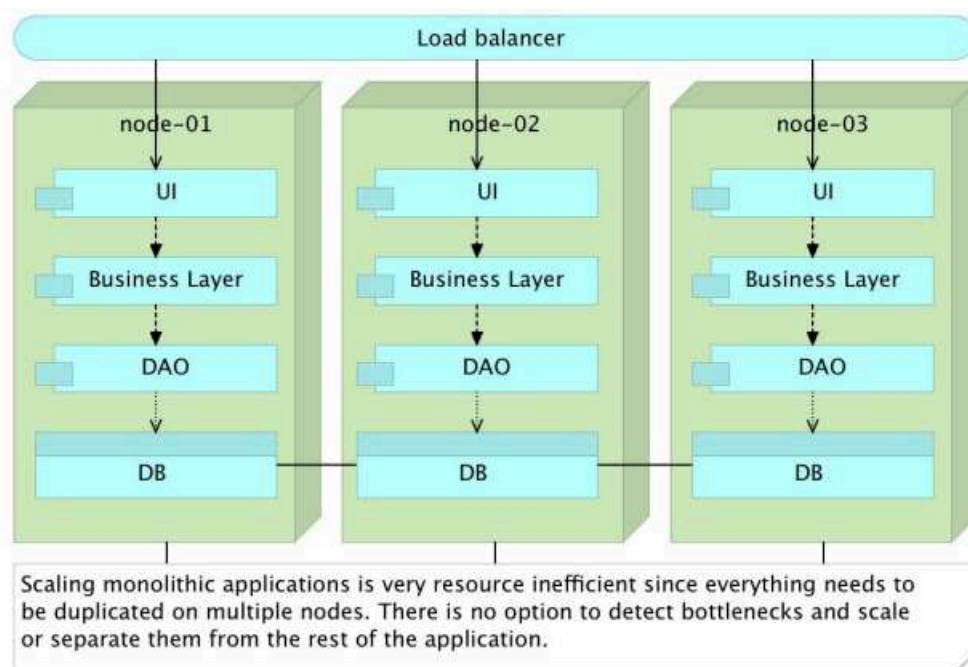 Load balancer
node-01
node-02
node-03
UI
UI
UI
Business Layer
Business Layer
Business Layer
DAO
DAO
DAO
DB
DB
DB
Scaling monolithic applications is very resource inefficient since everything needs to
be duplicated on multiple nodes. There is no option to detect bottlenecks and scale
or separate them from the rest of the application.